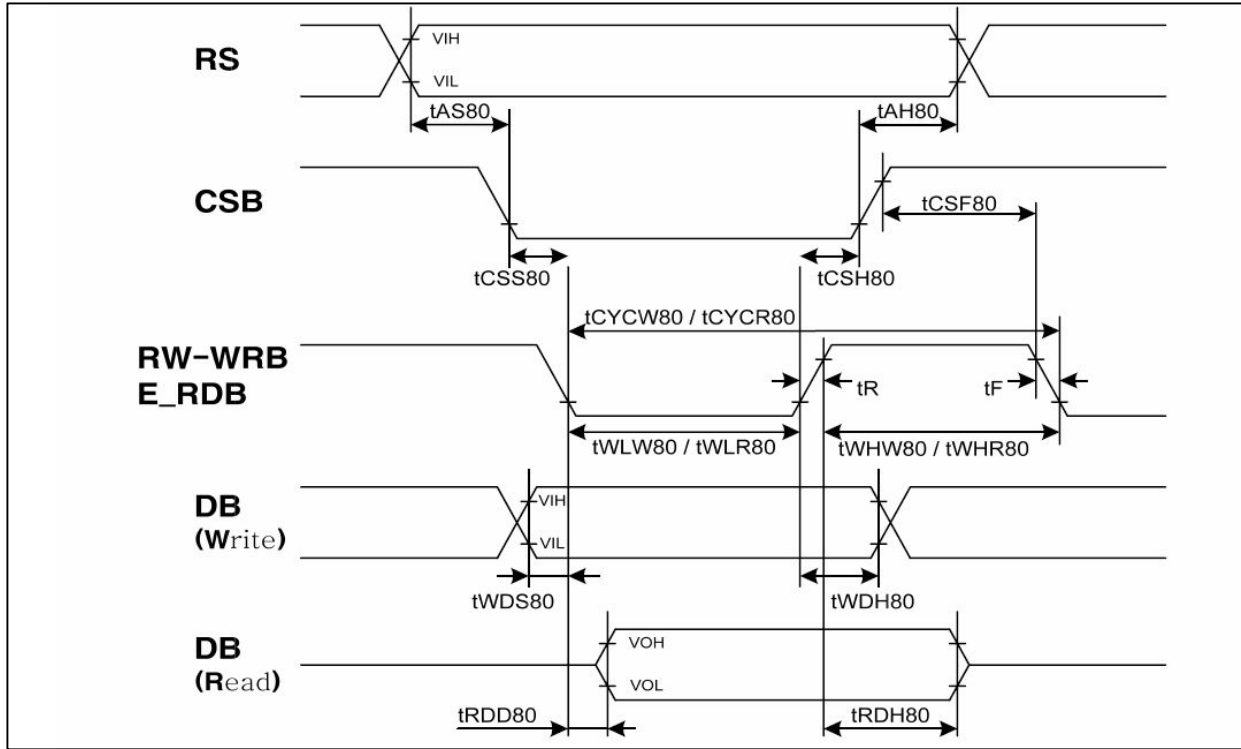 RS
VIH
VIL
tAS80
tAH80
CSB
tCSF80
tCSS80
tCSH80
tCYCW80 / tCYCR80
RW-WRB
E_RDB
tR
tF
tWLW80 / tWLR80
tWHW80 / tWHR80
DB
(Write)
VIH
VIL
tWDS80
tWDH80
DB
(Read)
VOH
VOL
tRDD80
tRDH80